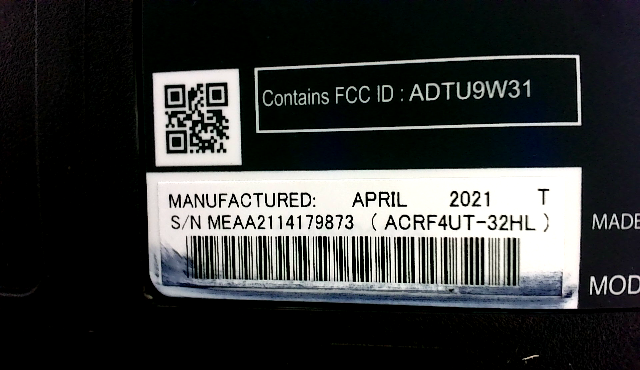 Contains FCC ID : ADTU9W31
MANUFACTURED: APRIL 2021 T
S/N MEAA2114179873 ( ACRF4UT-32HL )
MADE
MOD